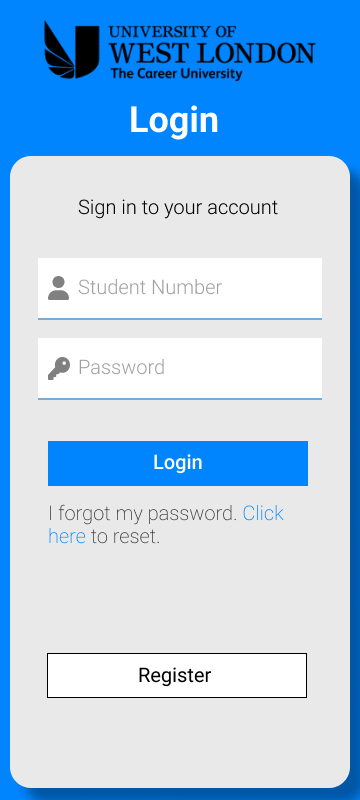 UNIVERSITY OF
WEST LONDON
The Career University
Login
Sign in to your account
Student Number
Password
Login
I forgot my password. Click
here to reset.
Register